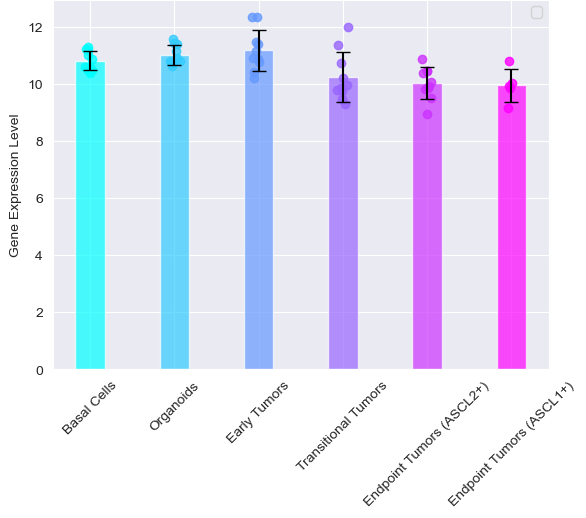 Gene Expression Level
12
10
8
6
4
2
0
Basal Cells
Organoids
Early Tumors
Transitional Tumors
Endpoint Tumors (ASCL2+)
Endpoint Tumors (ASCL1+)